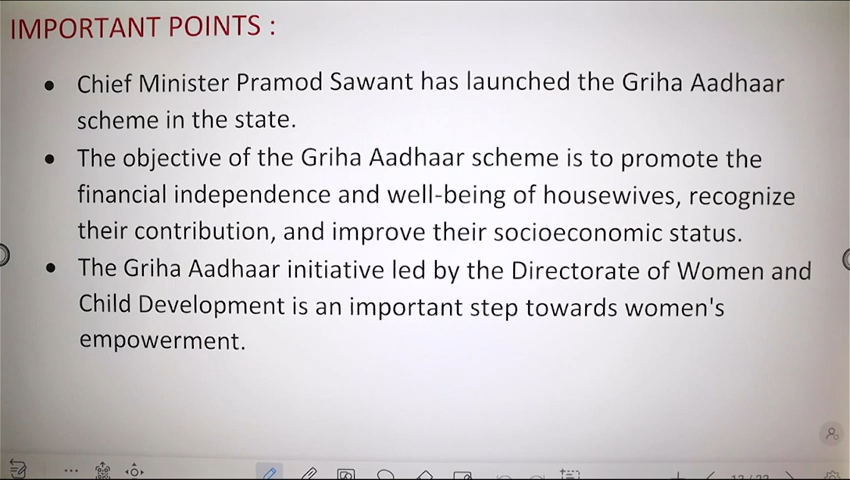 IMPORTANT POINTS :
• Chief Minister Pramod Sawant has launched the Griha Aadhaar
scheme in the state.
• The objective of the Griha Aadhaar scheme is to promote the
financial independence and well-being of housewives, recognize
their contribution, and improve their socioeconomic status.
• The Griha Aadhaar initiative led by the Directorate of Women and
Child Development is an important step towards women's
empowerment.